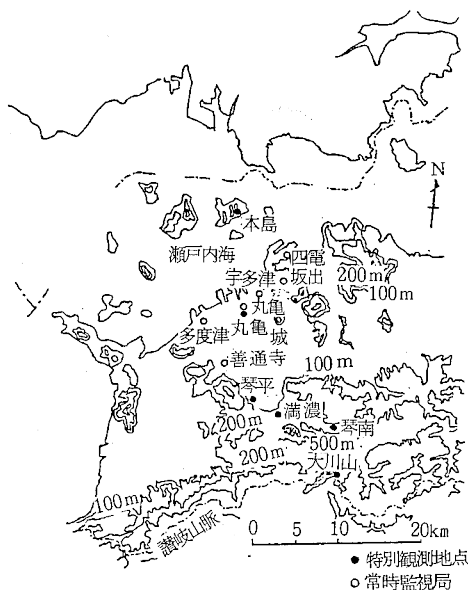 N
本島
瀬戸内海
四電
宇多津 坂出
200m
100m
丸亀
丸亀 城
多度津
善通寺
100m
琴平
満濃
琴南
200m
500m
200m
大川山
100m
讃岐山脈
0 5 10 20km
● 特別観測地点
○ 常時監視局